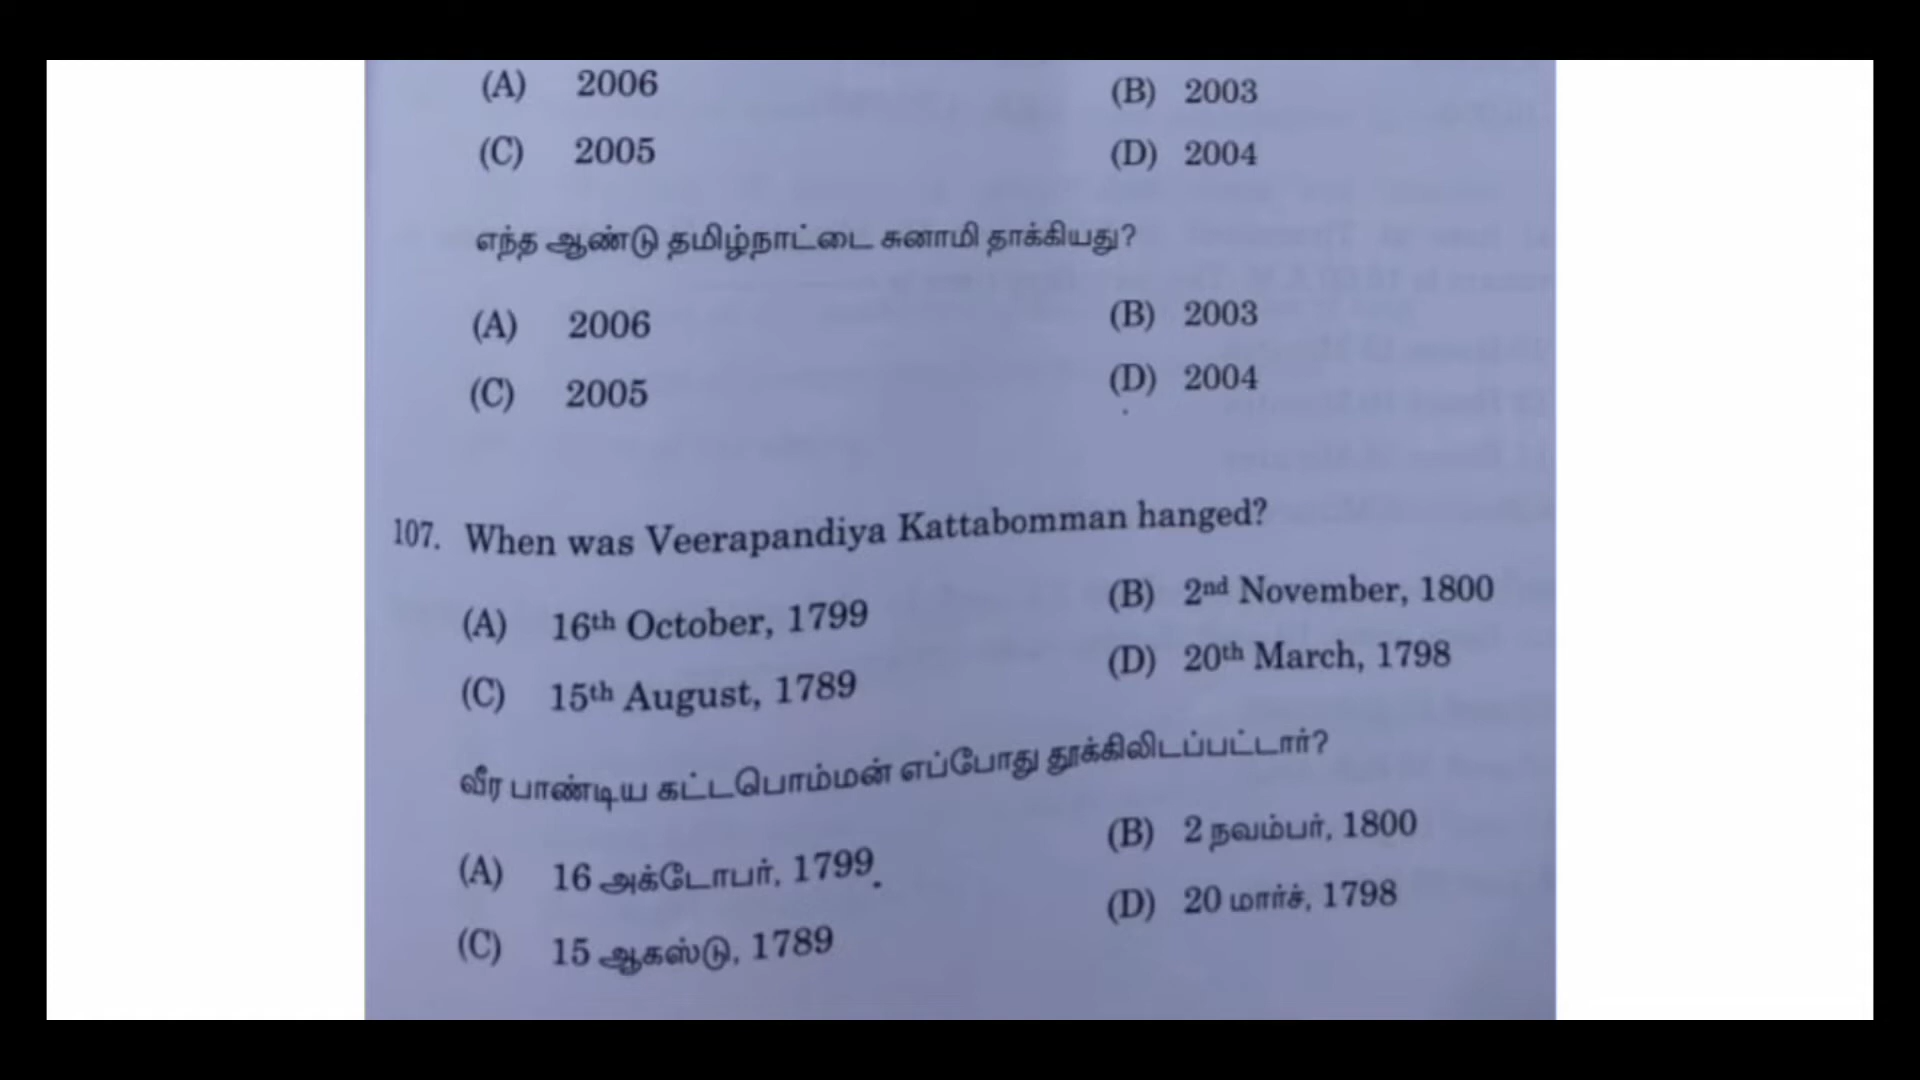 (A) 2006 (B) 2003
(C) 2005 (D) 2004
எந்த ஆண்டு தமிழ்நாட்டை சுனாமி தாக்கியது?
(A) 2006 (B) 2003
(C) 2005 (D) 2004
107. When was Veerapandiya Kattabomman hanged?
(A) 16th October, 1799 (B) 2nd November, 1800
(C) 15th August, 1789 (D) 20th March, 1798
வீர பாண்டிய கட்டபொம்மன் எப்போது தூக்கிலிடப்பட்டார்?
(A) 16 அக்டோபர், 1799 (B) 2 நவம்பர், 1800
(C) 15 ஆகஸ்டு, 1789 (D) 20 மார்ச், 1798